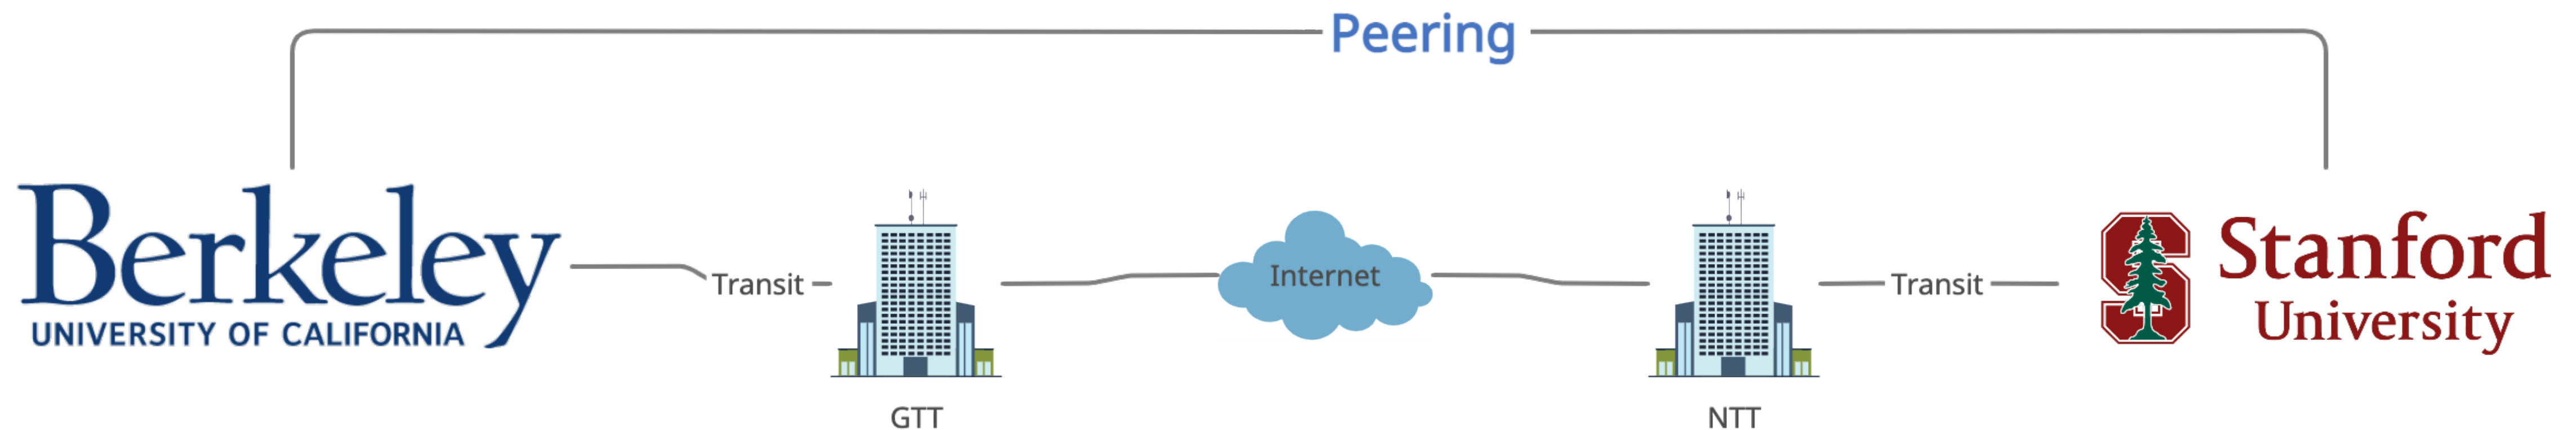 Peering
Berkeley
UNIVERSITY OF CALIFORNIA
Transit
GTT
Internet
NTT
Transit
Stanford
University